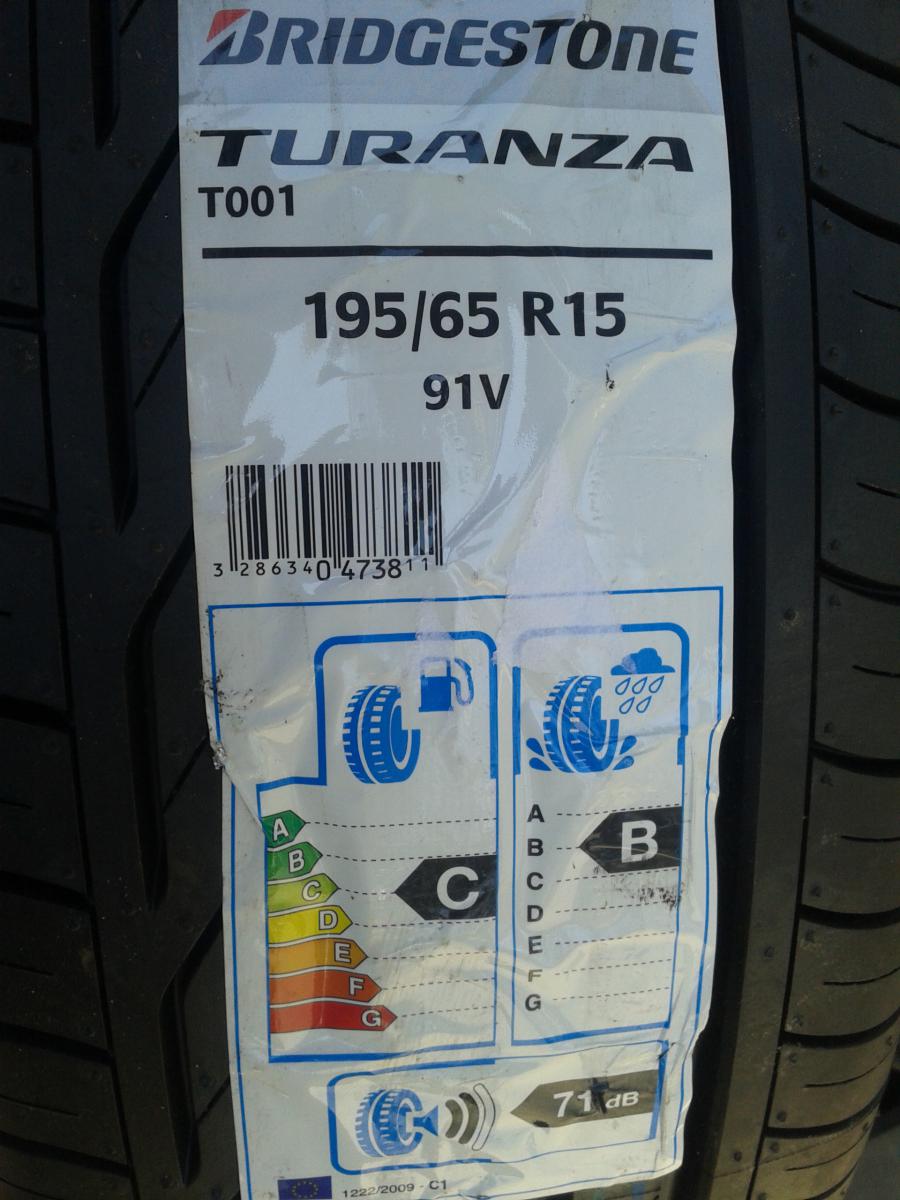 BRIDGESTONE
TURANZA
T001
195/65 R15
91V
3 286340 473811
A
B
C
D
E
F
G
C
A
B
C
D
E
F
G
B
71 dB
1222/2009 - C1